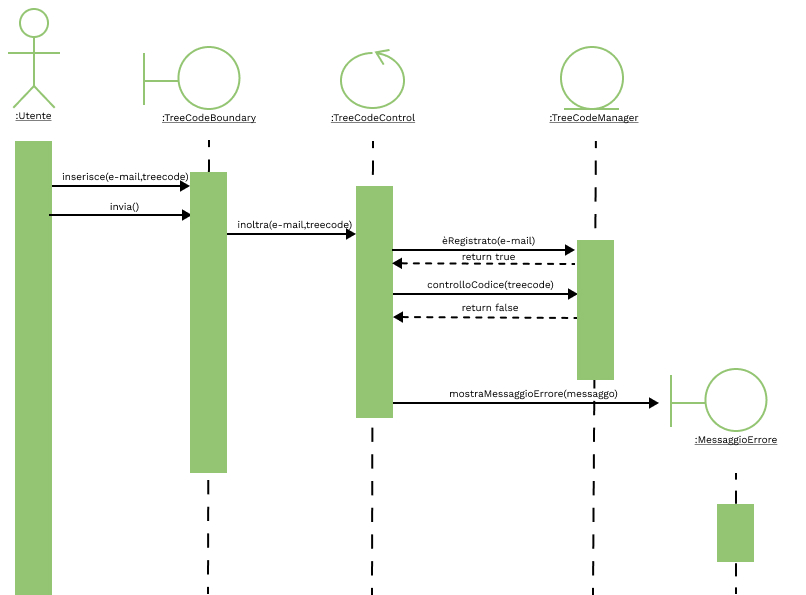 :Utente
:TreeCodeBoundary
:TreeCodeControl
:TreeCodeManager
inserisce(e-mail,treecode)
invia()
inoltra(e-mail,treecode)
èRegistrato(e-mail)
return true
controlloCodice(treecode)
return false
mostraMessaggioErrore(messaggo)
:MessaggioErrore